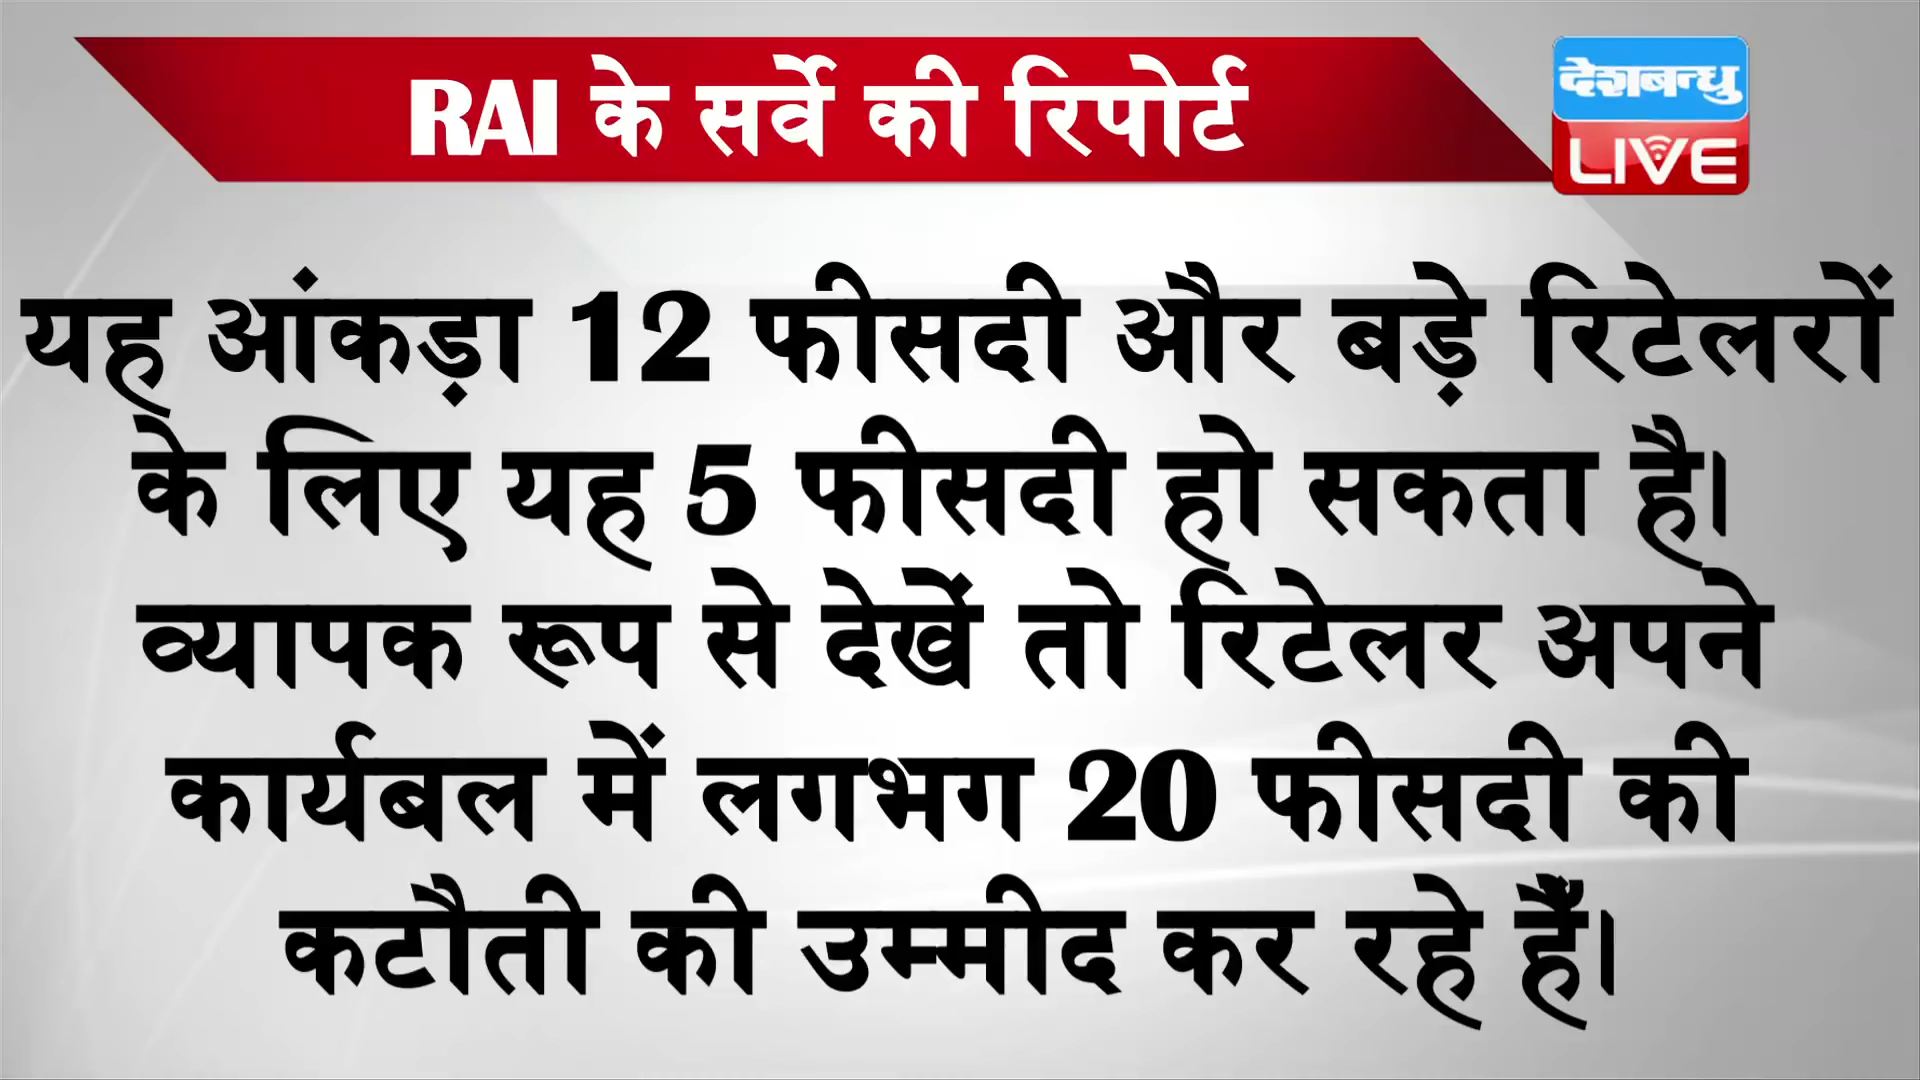 RAI के सर्वे की रिपोर्ट
देशबन्धु
LIVE
यह आंकड़ा 12 फीसदी और बड़े रिटेलरों
के लिए यह 5 फीसदी हो सकता है।
व्यापक रूप से देखें तो रिटेलर अपने
कार्यबल में लगभग 20 फीसदी की
कटौती की उम्मीद कर रहे हैं।